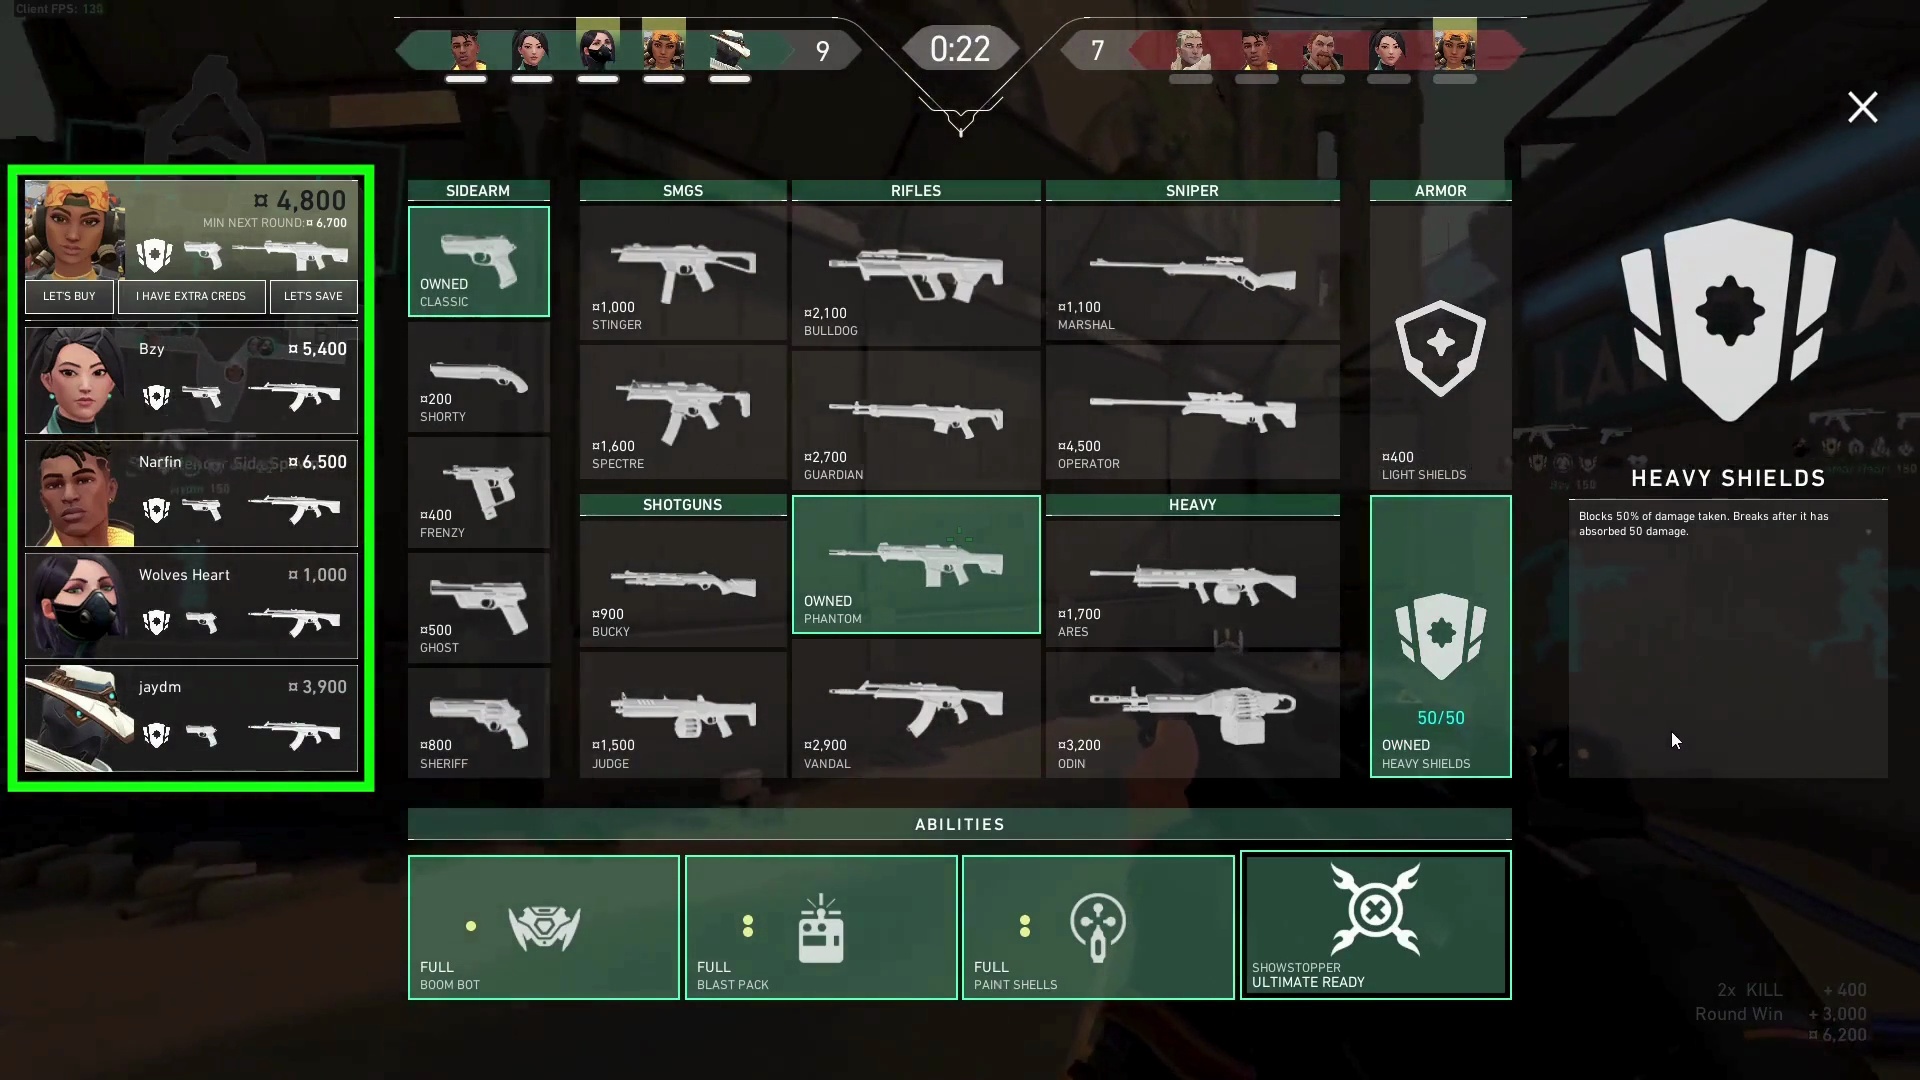 Client FPS: 130
9
0:22
7
¤ 4,800
MIN NEXT ROUND: ¤ 6,700
LET'S BUY
I HAVE EXTRA CREDS
LET'S SAVE
Bzy
¤ 5,400
Narfin
¤ 6,500
Wolves Heart
¤ 1,000
jaydm
¤ 3,900
SIDEARM
OWNED
CLASSIC
¤200
SHORTY
¤400
FRENZY
¤500
GHOST
¤800
SHERIFF
SMGS
¤1,000
STINGER
¤1,600
SPECTRE
SHOTGUNS
¤900
BUCKY
¤1,500
JUDGE
RIFLES
¤2,100
BULLDOG
¤2,700
GUARDIAN
OWNED
PHANTOM
¤2,900
VANDAL
SNIPER
¤1,100
MARSHAL
¤4,500
OPERATOR
HEAVY
¤1,700
ARES
¤3,200
ODIN
ARMOR
¤400
LIGHT SHIELDS
50/50
OWNED
HEAVY SHIELDS
HEAVY SHIELDS
Blocks 50% of damage taken. Breaks after it has
absorbed 50 damage.
ABILITIES
FULL
BOOM BOT
FULL
BLAST PACK
FULL
PAINT SHELLS
SHOWSTOPPER
ULTIMATE READY
2x KILL + 400
Round Win + 3,000
¤ 6,200